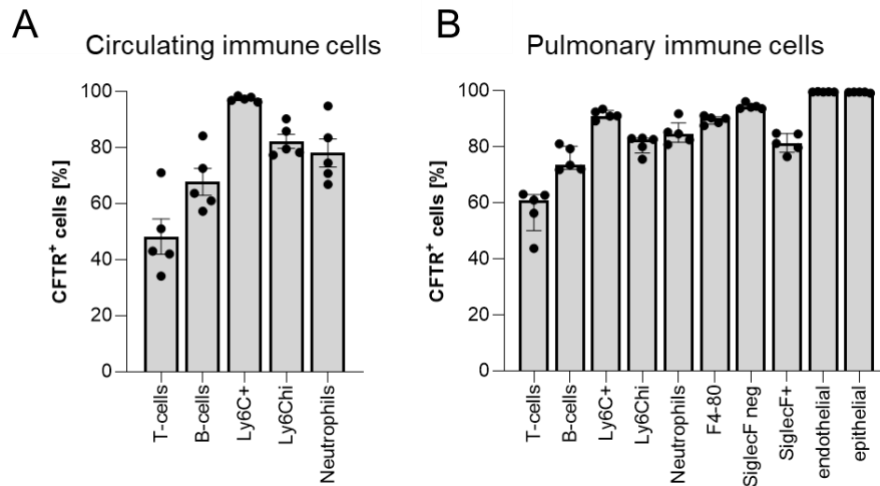 A
Circulating immune cells
CFTR+ cells [%]
100
80
60
40
20
0
T-cells
B-cells
Ly6C+
Ly6Chi
Neutrophils
B
Pulmonary immune cells
CFTR+ cells [%]
100
80
60
40
20
0
T-cells
B-cells
Ly6C+
Ly6Chi
Neutrophils
F4-80
SiglecF neg
SiglecF+
endothelial
epithelial